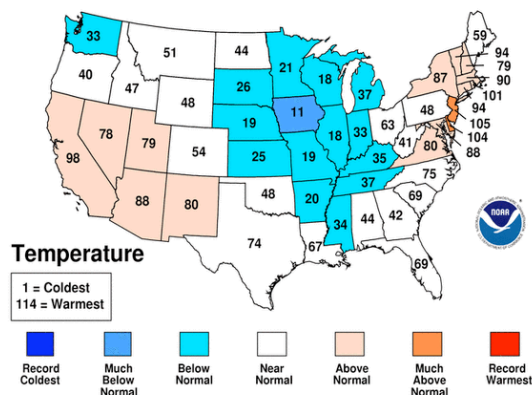 33
51
44
59
40
47
48
26
21
18
37
87
94
79
90
101
94
105
104
88
98
78
79
54
19
11
18
33
63
48
41
80
25
19
35
88
80
48
20
37
75
69
74
67
34
44
42
69
NOAA
Temperature
1 = Coldest
114 = Warmest
Record
Coldest
Much
Below
Normal
Below
Normal
Near
Normal
Above
Normal
Much
Above
Normal
Record
Warmest